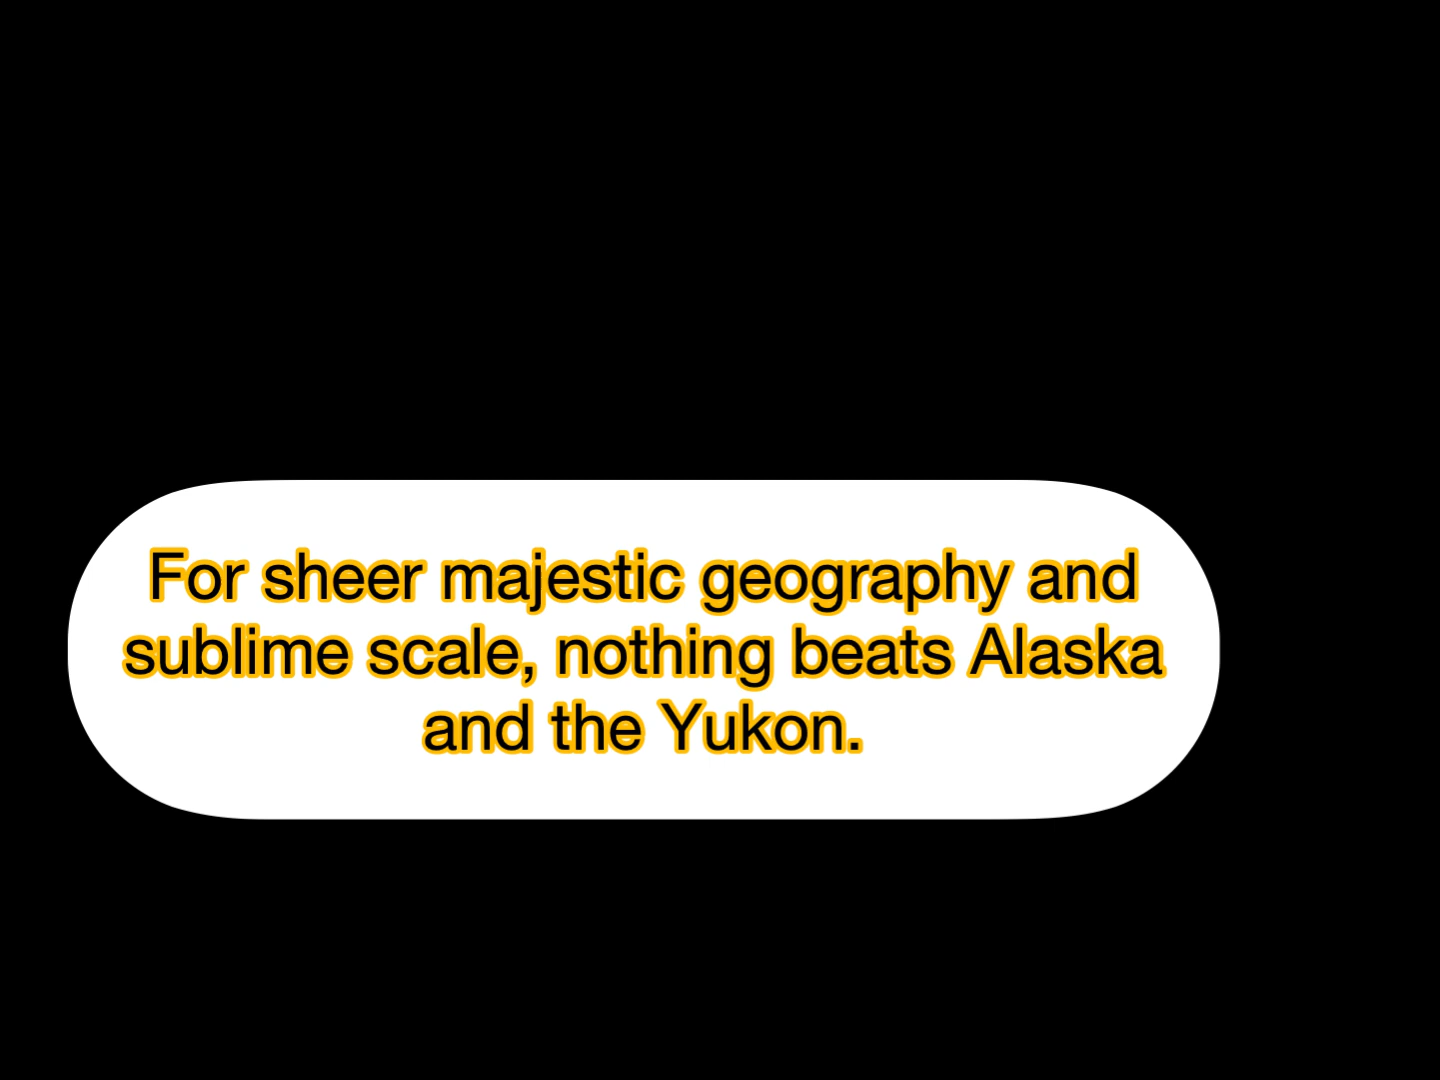 For sheer majestic geography and
sublime scale, nothing beats Alaska
and the Yukon.